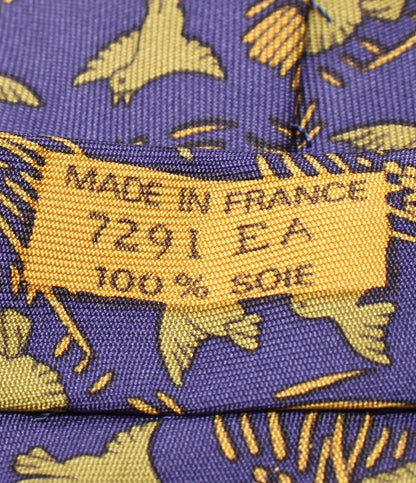 MADE IN FRANCE
7291 EA
100% SOIE